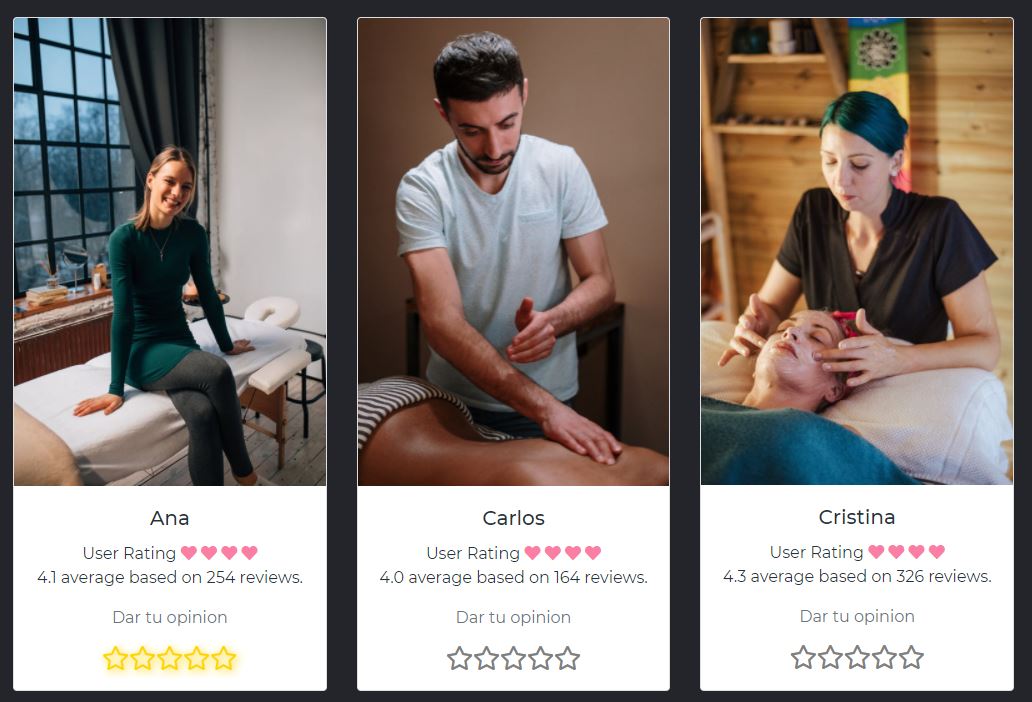 Ana
User Rating
4.1 average based on 254 reviews.
Dar tu opinion
Carlos
User Rating
4.0 average based on 164 reviews.
Dar tu opinion
Cristina
User Rating
4.3 average based on 326 reviews.
Dar tu opinion